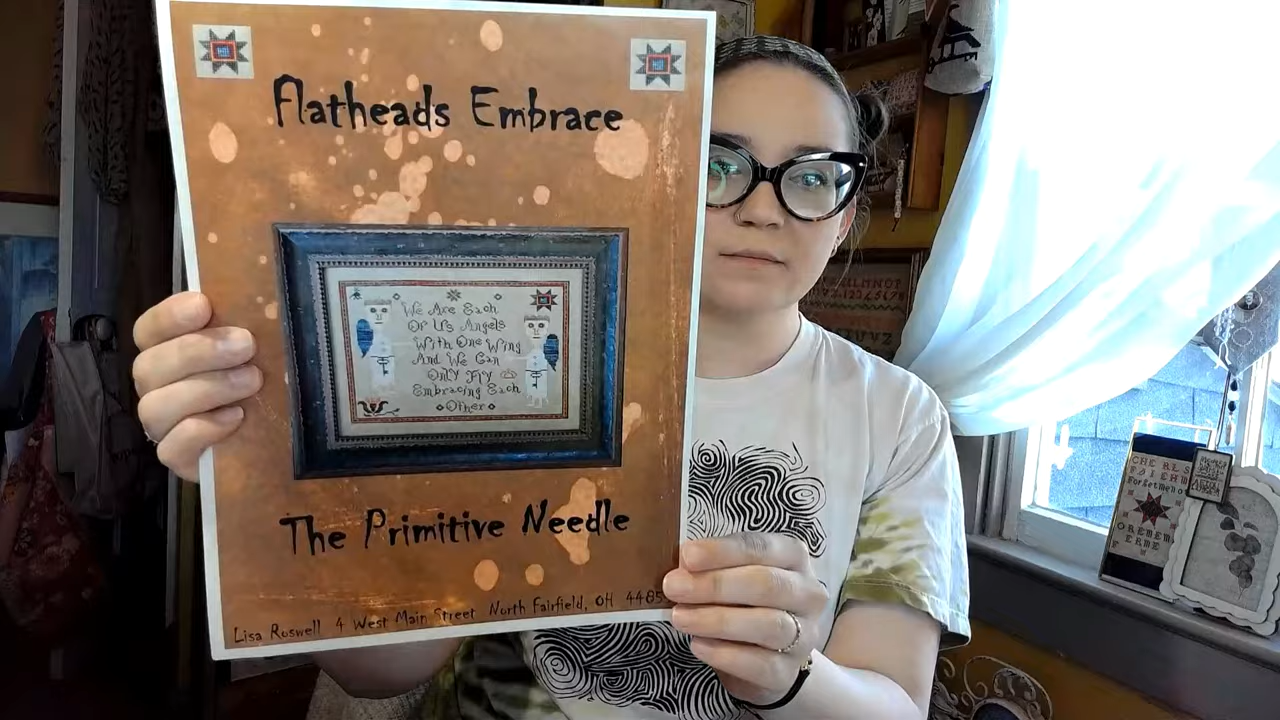 Flatheads Embrace
We Are Each
Of Us Angels
With One Wing
And We Can
Only Fly
Embracing Each
Other
The Primitive Needle
Lisa Roswell 4 West Main Street North Fairfield, OH 4485